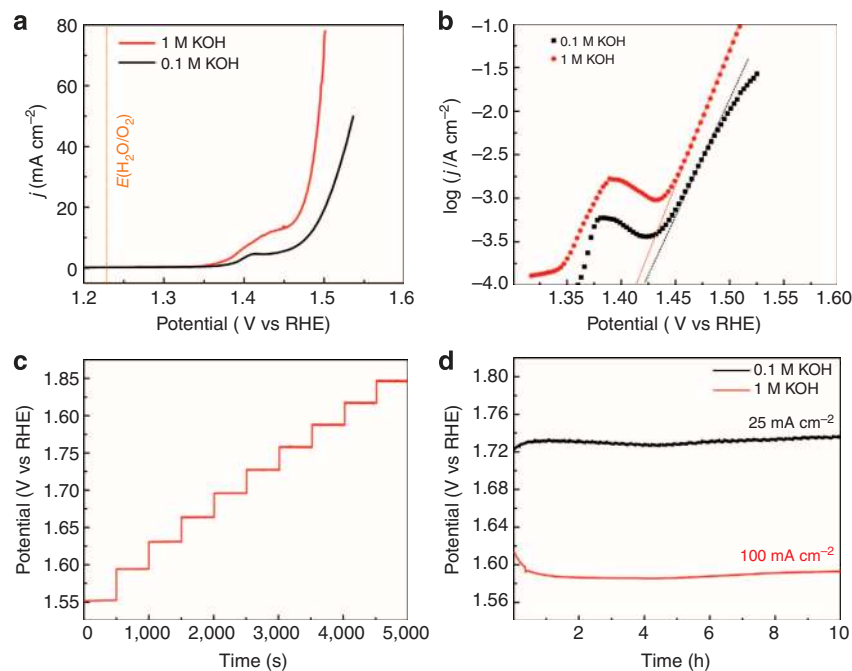 a
80
60
40
20
0
j (mA cm⁻²)
E(H₂O/O₂)
1 M KOH
0.1 M KOH
1.2 1.3 1.4 1.5 1.6
Potential ( V vs RHE)
b
-1.0
-1.5
-2.0
-2.5
-3.0
-3.5
-4.0
log (j /A cm⁻²)
0.1 M KOH
1 M KOH
1.35 1.40 1.45 1.50 1.55 1.60
Potential ( V vs RHE)
c
1.85
1.80
1.75
1.70
1.65
1.60
1.55
Potential (V vs RHE)
0 1,000 2,000 3,000 4,000 5,000
Time (s)
d
1.80
1.76
1.72
1.68
1.64
1.60
1.56
Potential (V vs RHE)
0.1 M KOH
1 M KOH
25 mA cm⁻²
100 mA cm⁻²
2 4 6 8 10
Time (h)